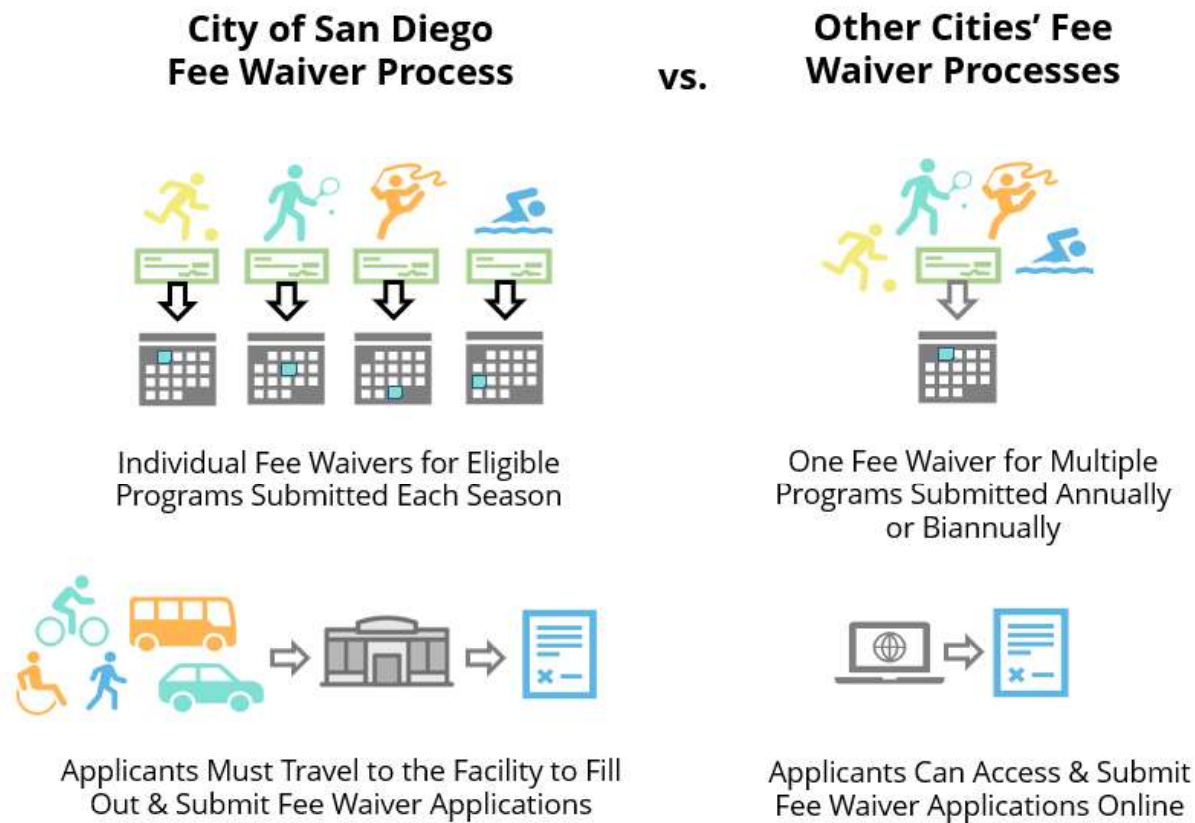 City of San Diego
Fee Waiver Process
vs.
Other Cities’ Fee
Waiver Processes
Individual Fee Waivers for Eligible
Programs Submitted Each Season
One Fee Waiver for Multiple
Programs Submitted Annually
or Biannually
Applicants Must Travel to the Facility to Fill
Out & Submit Fee Waiver Applications
Applicants Can Access & Submit
Fee Waiver Applications Online